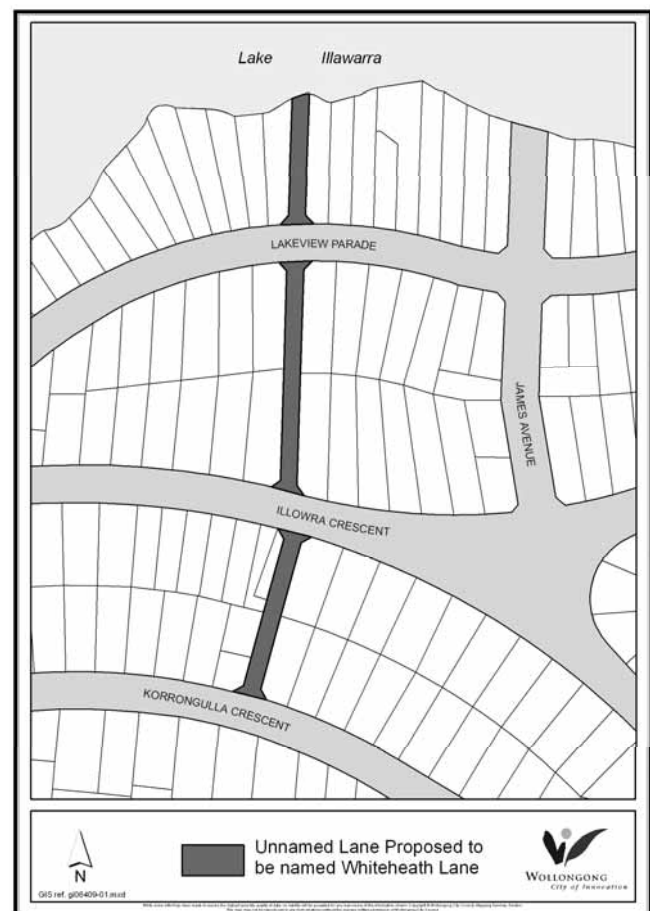 Lake Illawarra
LAKEVIEW PARADE
JAMES AVENUE
ILLOWRA CRESCENT
KORRONGULLA CRESCENT
N
GIS ref. gi06409-01.mxd
Unnamed Lane Proposed to
be named Whiteheath Lane
WOLLONGONG
City of Innovation